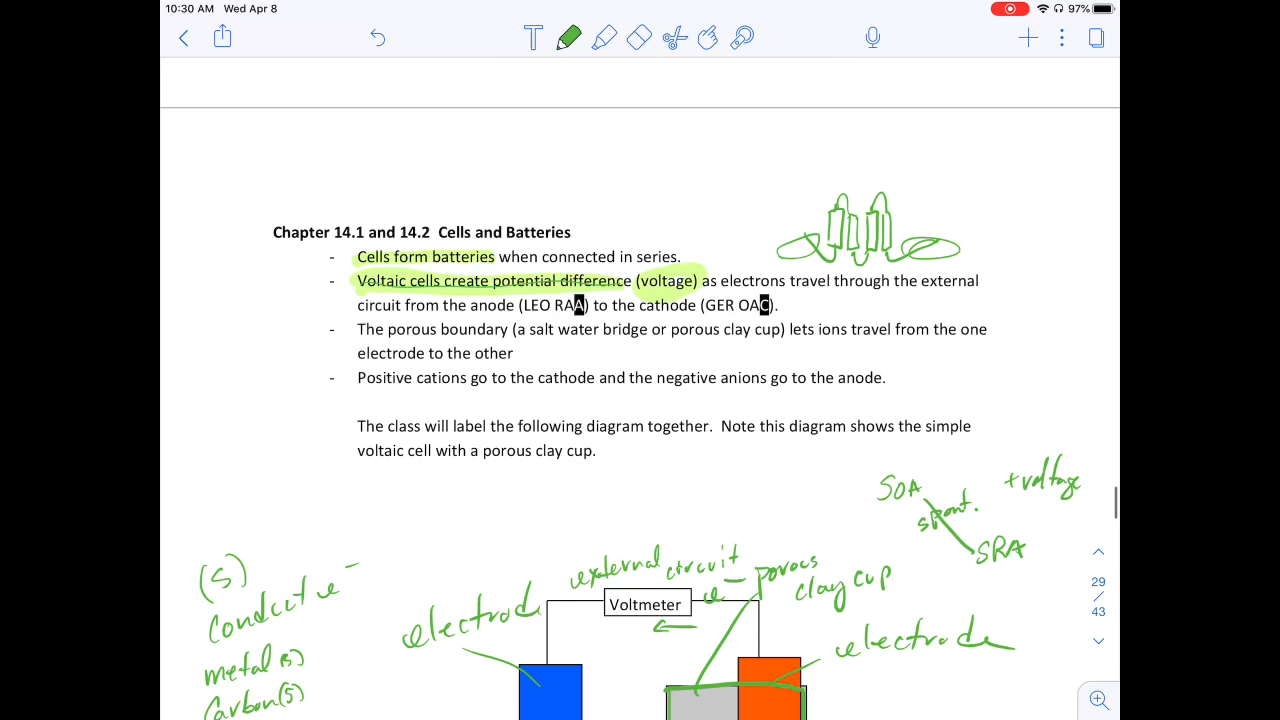 10:30 AM Wed Apr 8
97%
T
Chapter 14.1 and 14.2 Cells and Batteries
- Cells form batteries when connected in series.
- Voltaic cells create potential difference (voltage) as electrons travel through the external
circuit from the anode (LEO RAA) to the cathode (GER OAC).
- The porous boundary (a salt water bridge or porous clay cup) lets ions travel from the one
electrode to the other
- Positive cations go to the cathode and the negative anions go to the anode.
The class will label the following diagram together. Note this diagram shows the simple
voltaic cell with a porous clay cup.
SOA
spont.
SRA
+voltage
29
/
43
(s)
conductive
metal (s)
Carbon(s)
electrode
external circuit
Voltmeter
e⁻
porous
clay cup
electrode